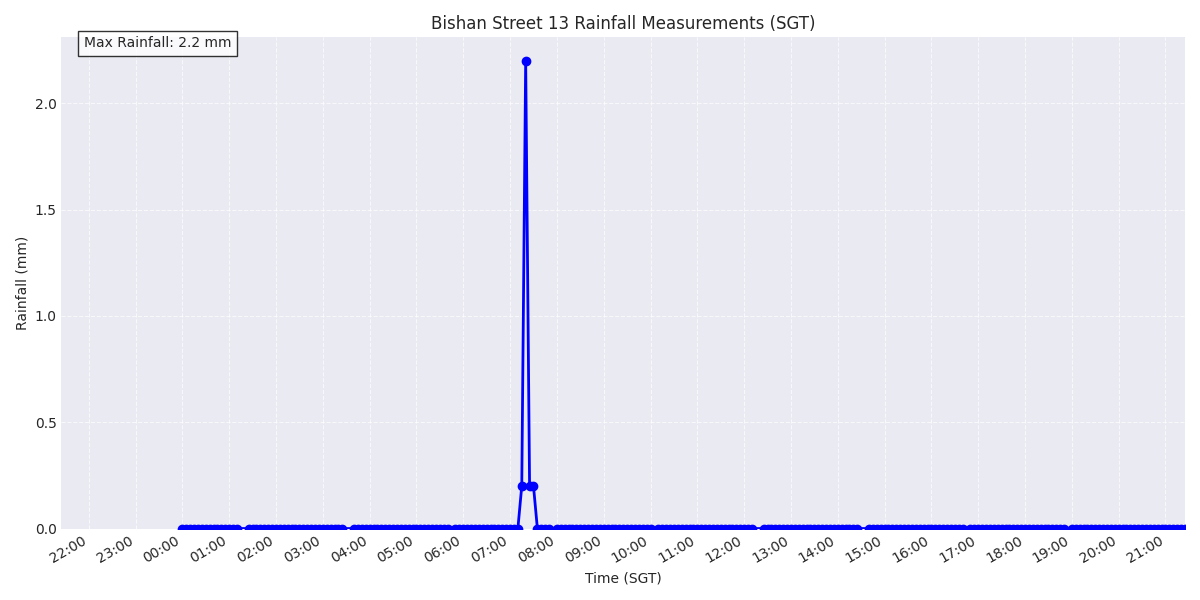 Bishan Street 13 Rainfall Measurements (SGT)
Max Rainfall: 2.2 mm
Rainfall (mm)
2.0
1.5
1.0
0.5
0.0
22:00 23:00 00:00 01:00 02:00 03:00 04:00 05:00 06:00 07:00 08:00 09:00 10:00 11:00 12:00 13:00 14:00 15:00 16:00 17:00 18:00 19:00 20:00 21:00
Time (SGT)